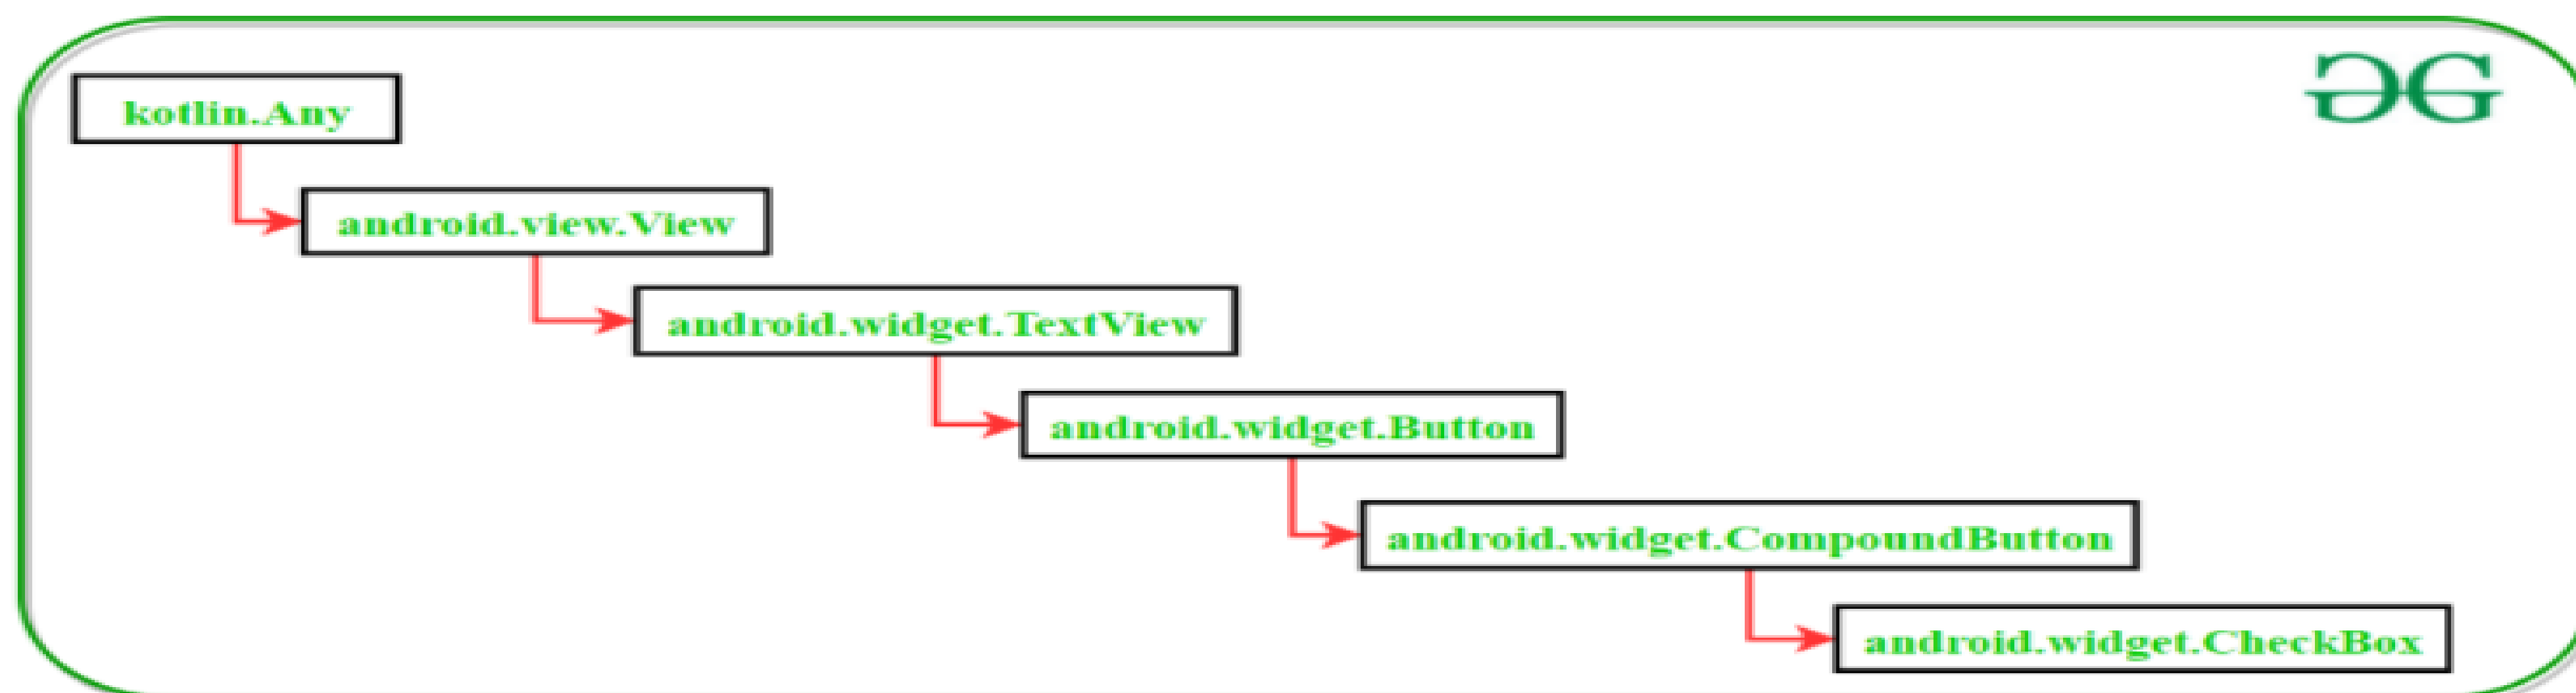 kotlin.Any
android.view.View
android.widget.TextView
android.widget.Button
android.widget.CompoundButton
android.widget.CheckBox